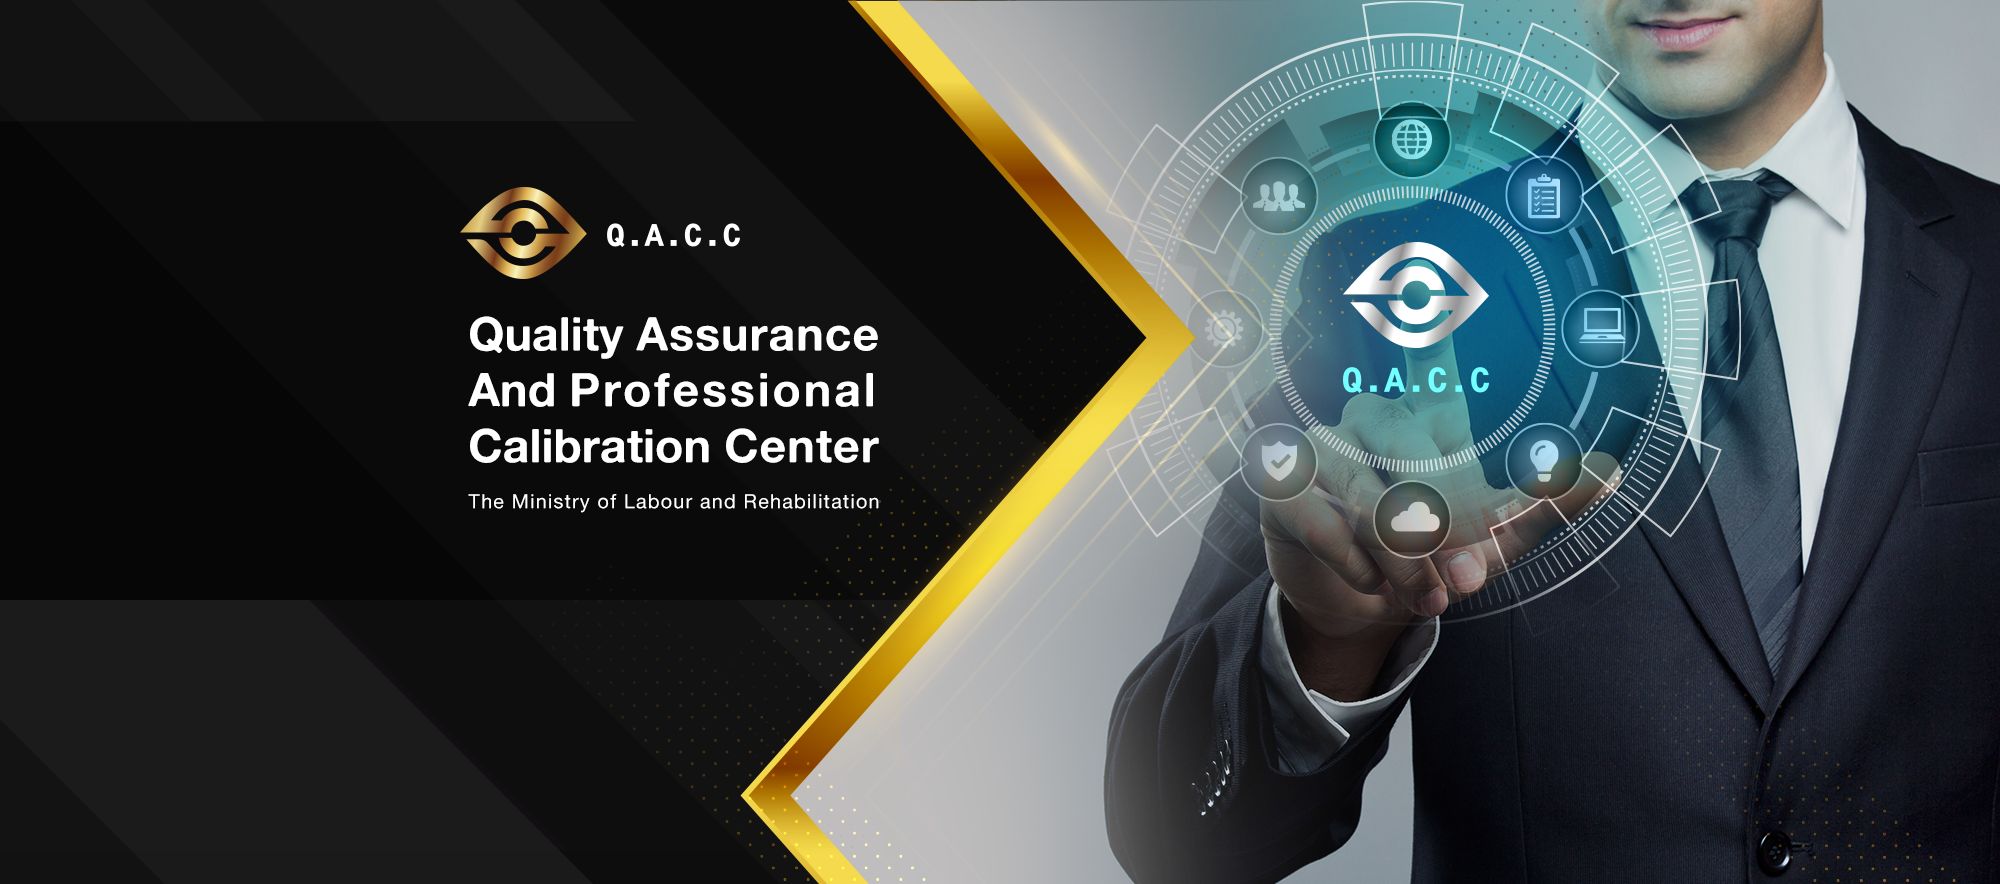 Q.A.C.C
Quality Assurance
And Professional
Calibration Center
The Ministry of Labour and Rehabilitation
Q.A.C.C